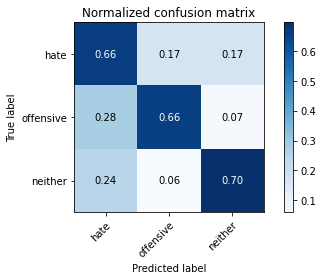 Normalized confusion matrix
True label
hate
offensive
neither
0.66 0.17 0.17
0.28 0.66 0.07
0.24 0.06 0.70
hate
offensive
neither
Predicted label
0.6
0.5
0.4
0.3
0.2
0.1